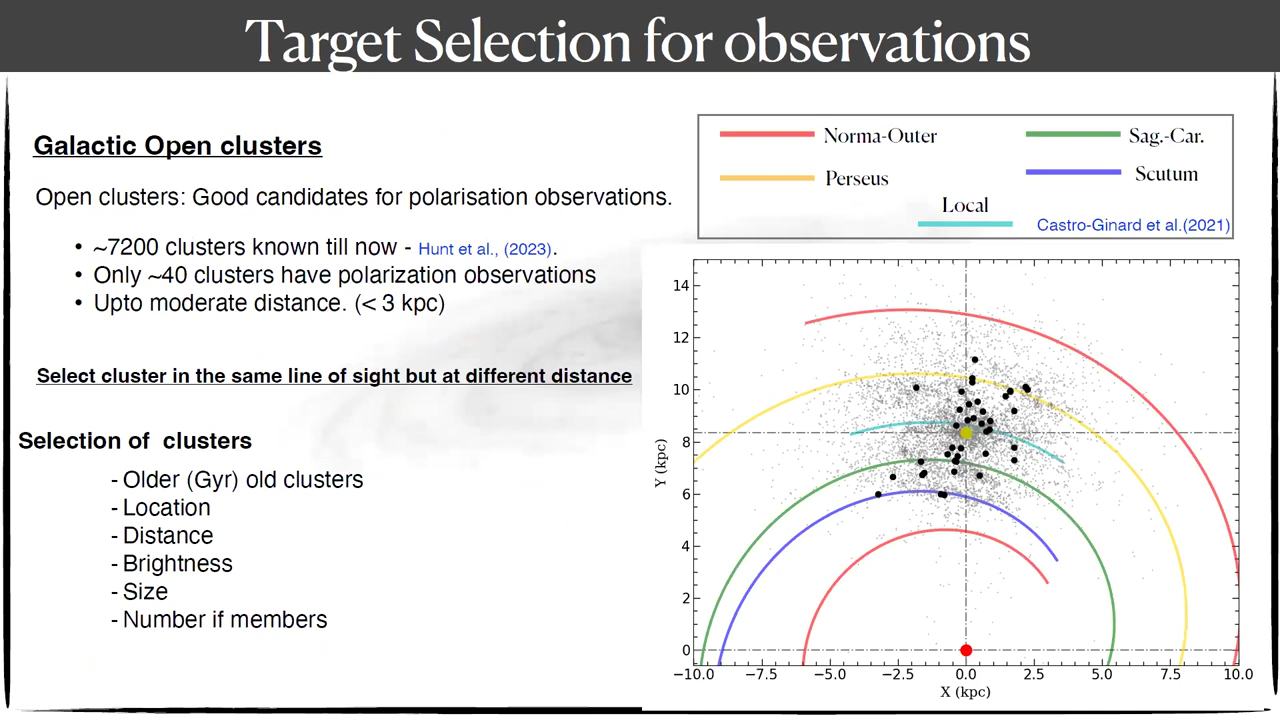 Target Selection for observations
Galactic Open clusters
Open clusters: Good candidates for polarisation observations.
• ~7200 clusters known till now - Hunt et al., (2023).
• Only ~40 clusters have polarization observations
• Upto moderate distance. (< 3 kpc)
Select cluster in the same line of sight but at different distance
Selection of clusters
- Older (Gyr) old clusters
- Location
- Distance
- Brightness
- Size
- Number if members
Norma-Outer
Sag.-Car.
Perseus
Scutum
Local
Castro-Ginard et al.(2021)
14
12
10
8
6
4
2
0
Y (kpc)
−10.0 −7.5 −5.0 −2.5 0.0 2.5 5.0 7.5 10.0
X (kpc)